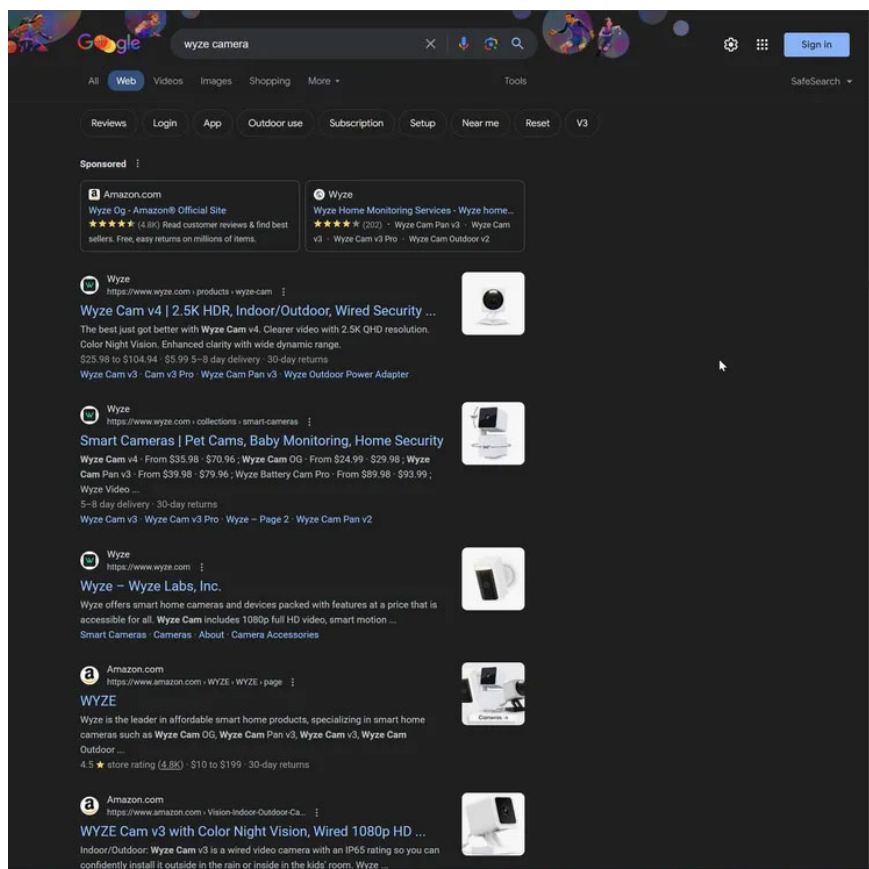 Google
wyze camera
Sign in
All Web Videos Images Shopping More Tools SafeSearch
Reviews Login App Outdoor use Subscription Setup Near me Reset V3
Sponsored
Amazon.com
Wyze Og - Amazon® Official Site
(4.8K) Read customer reviews & find best
sellers. Free, easy returns on millions of items.
Wyze
Wyze Home Monitoring Services - Wyze home...
(202) · Wyze Cam Pan v3 · Wyze Cam
v3 · Wyze Cam v3 Pro · Wyze Cam Outdoor v2
Wyze
https://www.wyze.com › products › wyze-cam
Wyze Cam v4 | 2.5K HDR, Indoor/Outdoor, Wired Security ...
The best just got better with Wyze Cam v4. Clearer video with 2.5K QHD resolution.
Color Night Vision. Enhanced clarity with wide dynamic range.
$25.98 to $104.94 · $5.99 5–8 day delivery · 30-day returns
Wyze Cam v3 · Cam v3 Pro · Wyze Cam Pan v3 · Wyze Outdoor Power Adapter
Wyze
https://www.wyze.com › collections › smart-cameras
Smart Cameras | Pet Cams, Baby Monitoring, Home Security
Wyze Cam v4 · From $35.98 · $70.96 ; Wyze Cam OG · From $24.99 · $29.98 ; Wyze
Cam Pan v3 · From $39.98 · $79.96 ; Wyze Battery Cam Pro · From $89.98 · $93.99 ;
Wyze Video ...
5–8 day delivery · 30-day returns
Wyze Cam v3 · Wyze Cam v3 Pro · Wyze – Page 2 · Wyze Cam Pan v2
Wyze
https://www.wyze.com
Wyze – Wyze Labs, Inc.
Wyze offers smart home cameras and devices packed with features at a price that is
accessible for all. Wyze Cam includes 1080p full HD video, smart motion ...
Smart Cameras · Cameras · About · Camera Accessories
Amazon.com
https://www.amazon.com › WYZE › WYZE › page
WYZE
Cameras →
Wyze is the leader in affordable smart home products, specializing in smart home
cameras such as Wyze Cam OG, Wyze Cam Pan v3, Wyze Cam v3, Wyze Cam
Outdoor ...
4.5 ★ store rating (4.8K) · $10 to $199 · 30-day returns
Amazon.com
https://www.amazon.com › Vision-Indoor-Outdoor-Ca...
WYZE Cam v3 with Color Night Vision, Wired 1080p HD ...
Indoor/Outdoor: Wyze Cam v3 is a wired video camera with an IP65 rating so you can
confidently install it outside in the rain or inside in the kids' room. Wyze ...